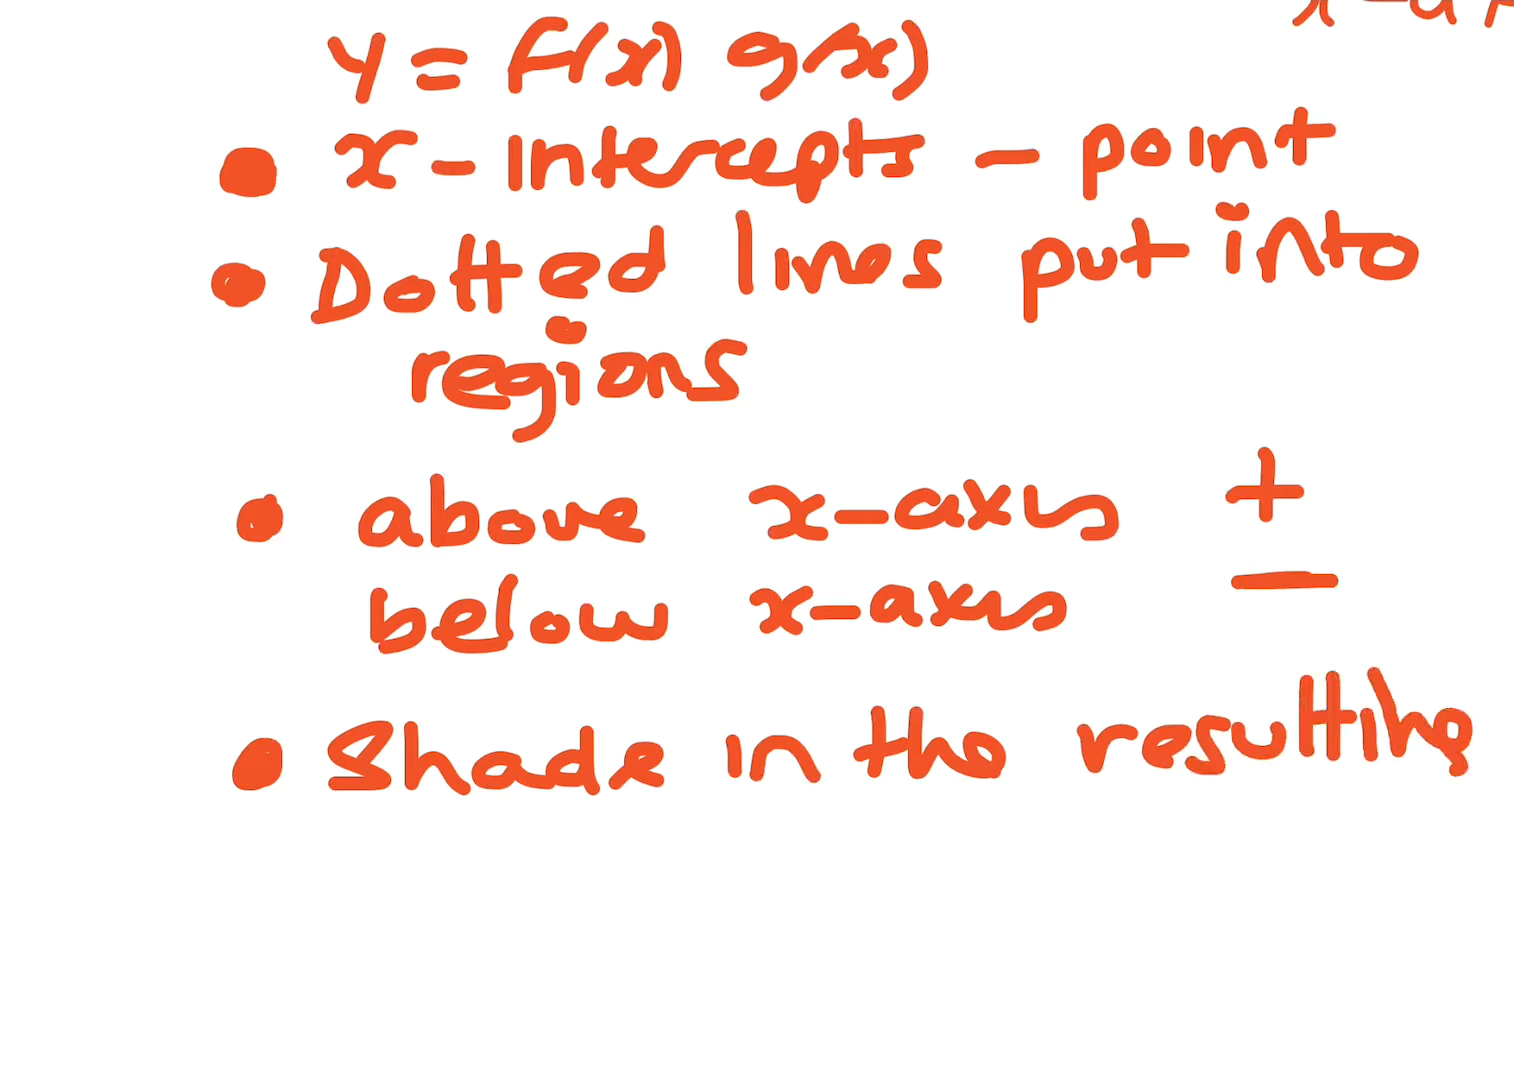 y = f(x) g(x)
• x-intercepts - point
• Dotted lines put into
regions
• above x-axis +
below x-axis -
• Shade in the resulting